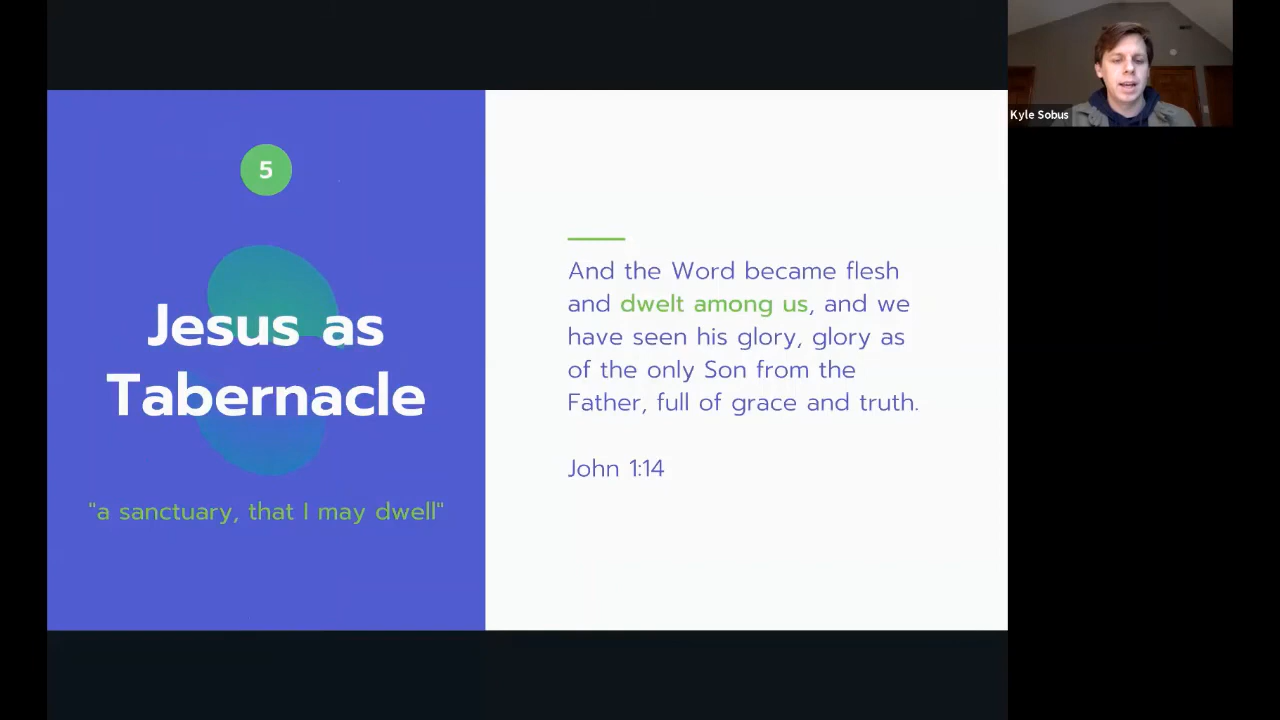 5
Jesus as
Tabernacle
"a sanctuary, that I may dwell"
And the Word became flesh
and dwelt among us, and we
have seen his glory, glory as
of the only Son from the
Father, full of grace and truth.
John 1:14
Kyle Sobus